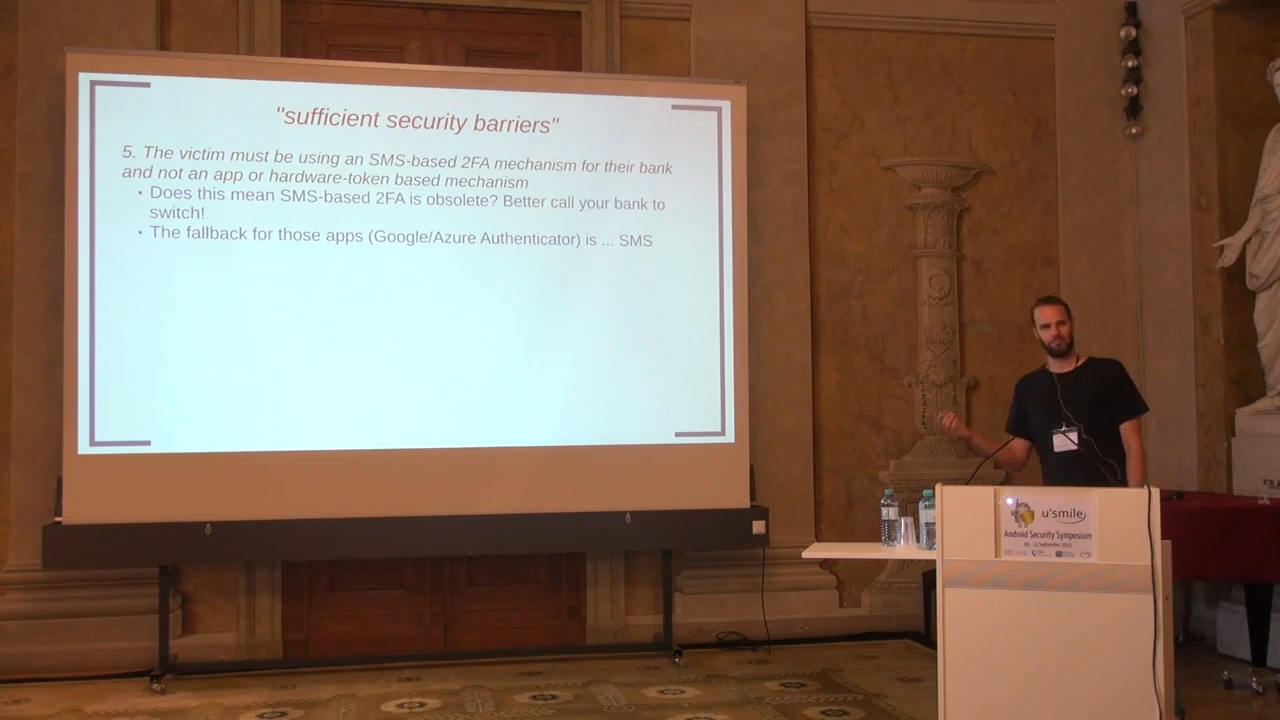 "sufficient security barriers"
5. The victim must be using an SMS-based 2FA mechanism for their bank
and not an app or hardware-token based mechanism
• Does this mean SMS-based 2FA is obsolete? Better call your bank to
switch!
• The fallback for those apps (Google/Azure Authenticator) is ... SMS
u'smile
Android Security Symposium